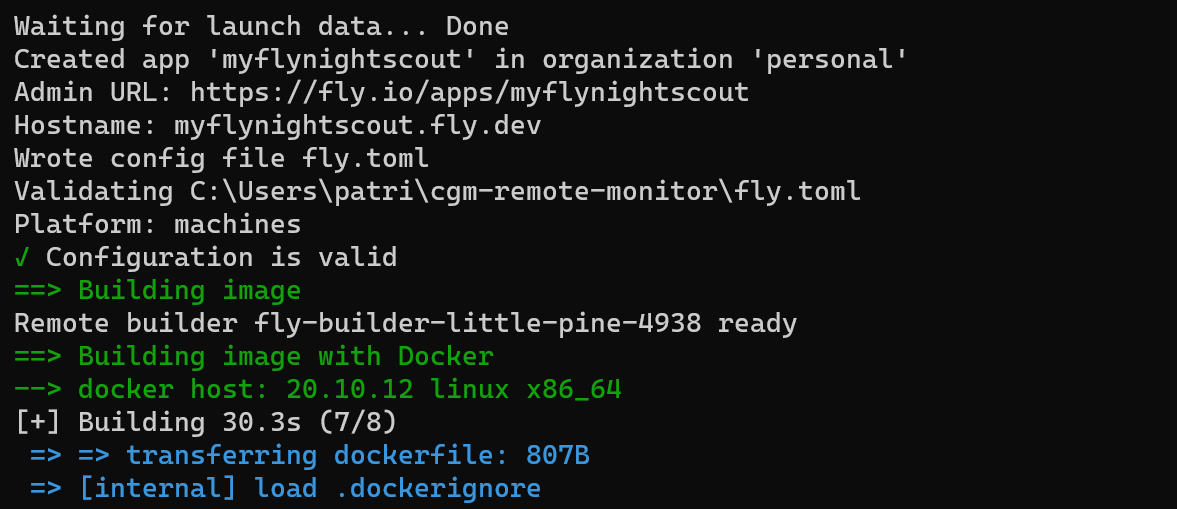 Waiting for launch data... Done
Created app 'myflynightscout' in organization 'personal'
Admin URL: https://fly.io/apps/myflynightscout
Hostname: myflynightscout.fly.dev
Wrote config file fly.toml
Validating C:\Users\patri\cgm-remote-monitor\fly.toml
Platform: machines
√ Configuration is valid
==> Building image
Remote builder fly-builder-little-pine-4938 ready
==> Building image with Docker
--> docker host: 20.10.12 linux x86_64
[+] Building 30.3s (7/8)
 => => transferring dockerfile: 807B
 => [internal] load .dockerignore